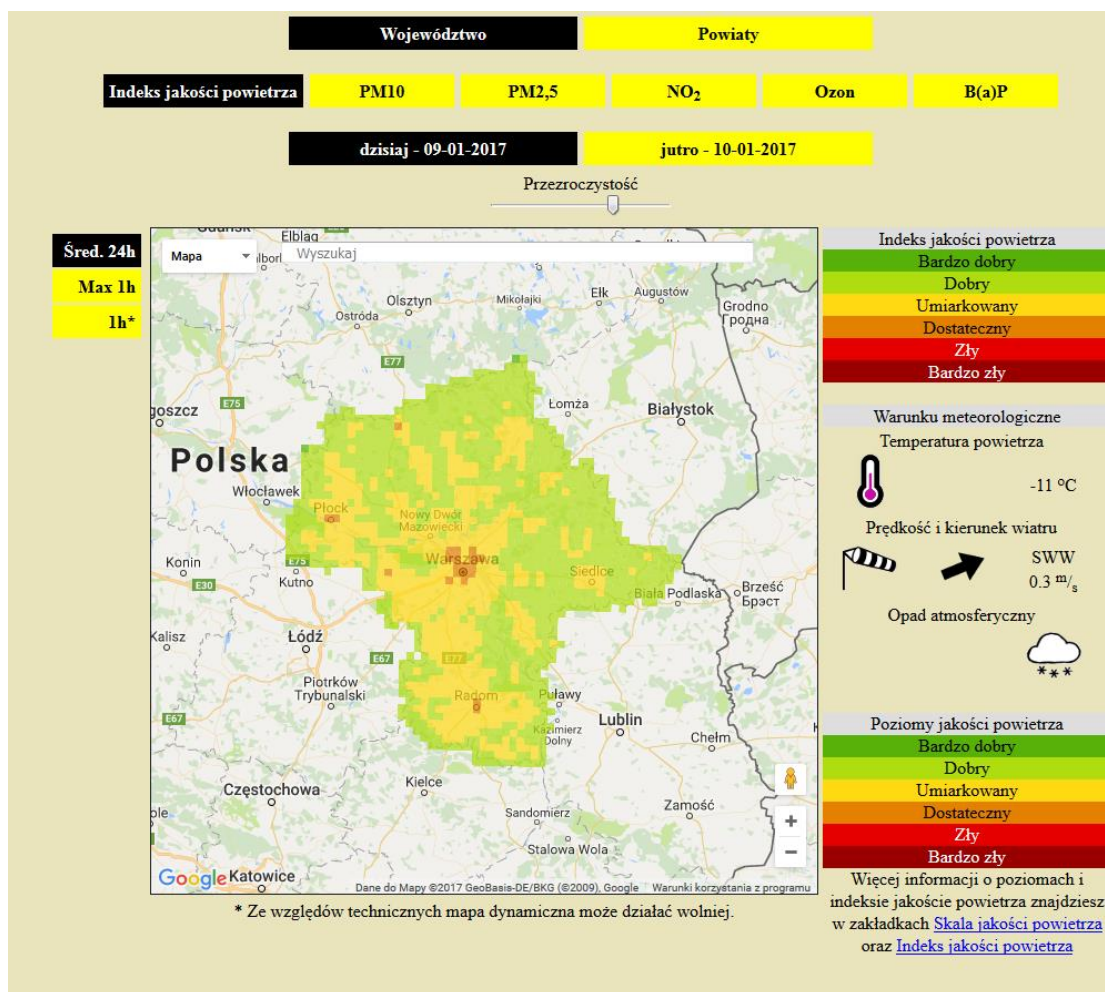 Województwo Powiaty
Indeks jakości powietrza PM10 PM2,5 NO₂ Ozon B(a)P
dzisiaj - 09-01-2017 jutro - 10-01-2017
Przezroczystość
Śred. 24h
Max 1h
1h*
Mapa
Wyszukaj
Elbląg
Olsztyn
Mikołajki
Ełk
Augustów
Ostróda
Grodno
Гродна
E77
Łomża
Białystok
goszcz
E75
Polska
Włocławek
Płock
Nowy Dwór
Mazowiecki
Warszawa
Siedlce
Konin
E30
E75
Kutno
Biała Podlaska
Brześć
Брэст
Kalisz
Łódź
E67
E77
Piotrków
Trybunalski
Radom
Puławy
E67
Kazimierz
Dolny
Lublin
Chełm
Kielce
Częstochowa
Sandomierz
Zamość
Stalowa Wola
Google
Katowice
Dane do Mapy ©2017 GeoBasis-DE/BKG (©2009), Google Warunki korzystania z programu
* Ze względów technicznych mapa dynamiczna może działać wolniej.
Indeks jakości powietrza
Bardzo dobry
Dobry
Umiarkowany
Dostateczny
Zły
Bardzo zły
Warunku meteorologiczne
Temperatura powietrza
-11 °C
Prędkość i kierunek wiatru
SWW
0.3 m/s
Opad atmosferyczny
Poziomy jakości powietrza
Bardzo dobry
Dobry
Umiarkowany
Dostateczny
Zły
Bardzo zły
Więcej informacji o poziomach i
indeksie jakoście powietrza znajdziesz
w zakładkach Skala jakości powietrza
oraz Indeks jakości powietrza